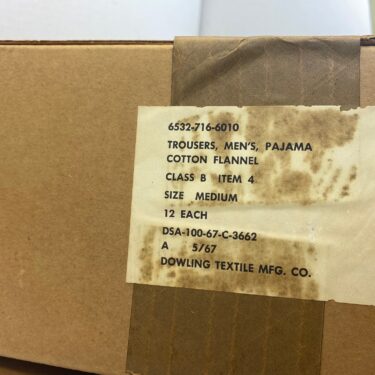 6532-716-6010
TROUSERS, MEN'S, PAJAMA
COTTON FLANNEL
CLASS B ITEM 4
SIZE MEDIUM
12 EACH
DSA-100-67-C-3662
A 5/67
DOWLING TEXTILE MFG. CO.